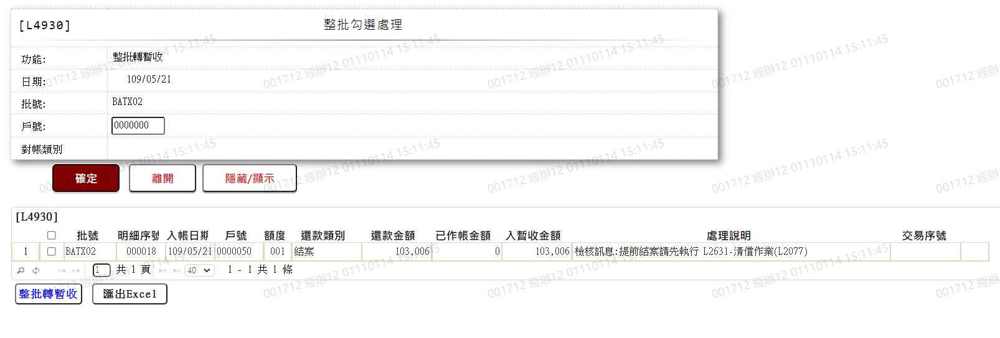 [L4930] 整批勾選處理
功能: 整批轉暫收
日期: 109/05/21
批號: BATX02
戶號: 0000000
對帳類別
確定 離開 隱藏/顯示
[L4930]
批號 明細序號 入帳日期 戶號 額度 還款類別 還款金額 已作帳金額 入暫收金額 處理說明 交易序號
1 BATX02 000018 109/05/21 0000050 001 結案 103,006 0 103,006 檢核訊息:提前結案請先執行 L2631-清償作業(L2077)
1 共 1 頁 40 1 - 1 共 1 條
整批轉暫收 匯出Excel
001712 經辦12 01110114 15:11:45